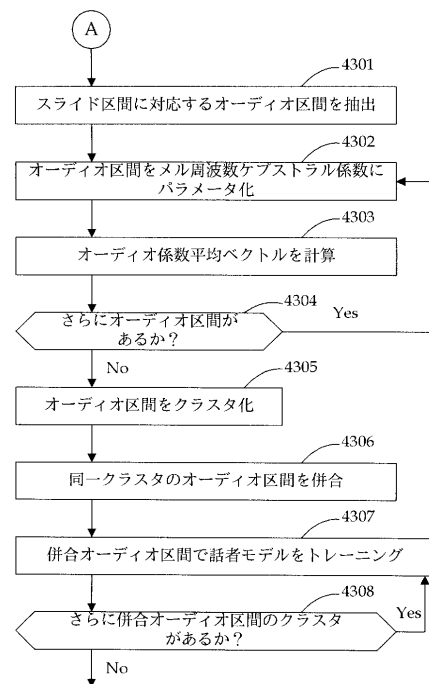 A
4301
スライド区間に対応するオーディオ区間を抽出
4302
オーディオ区間をメル周波数ケプストラル係数に
パラメータ化
4303
オーディオ係数平均ベクトルを計算
4304
さらにオーディオ区間が
あるか？
Yes
No
4305
オーディオ区間をクラスタ化
4306
同一クラスタのオーディオ区間を併合
4307
併合オーディオ区間で話者モデルをトレーニング
4308
さらに併合オーディオ区間のクラスタ
があるか？
Yes
No